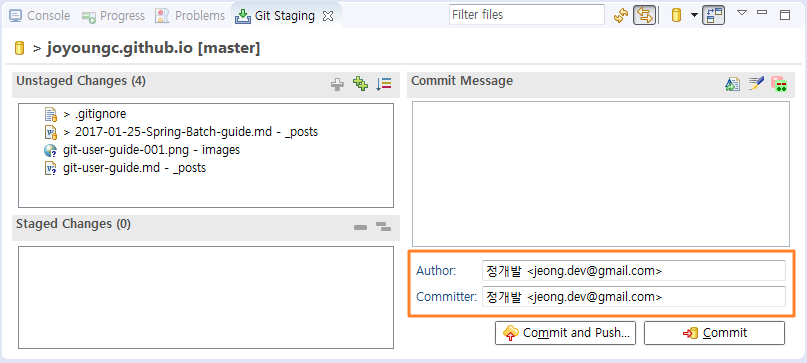 Console Progress Problems Git Staging Filter files
> joyoungc.github.io [master]
Unstaged Changes (4)
> .gitignore
> 2017-01-25-Spring-Batch-guide.md - _posts
git-user-guide-001.png - images
git-user-guide.md - _posts
Staged Changes (0)
Commit Message
Author: 정개발 <jeong.dev@gmail.com>
Committer: 정개발 <jeong.dev@gmail.com>
Commit and Push... Commit